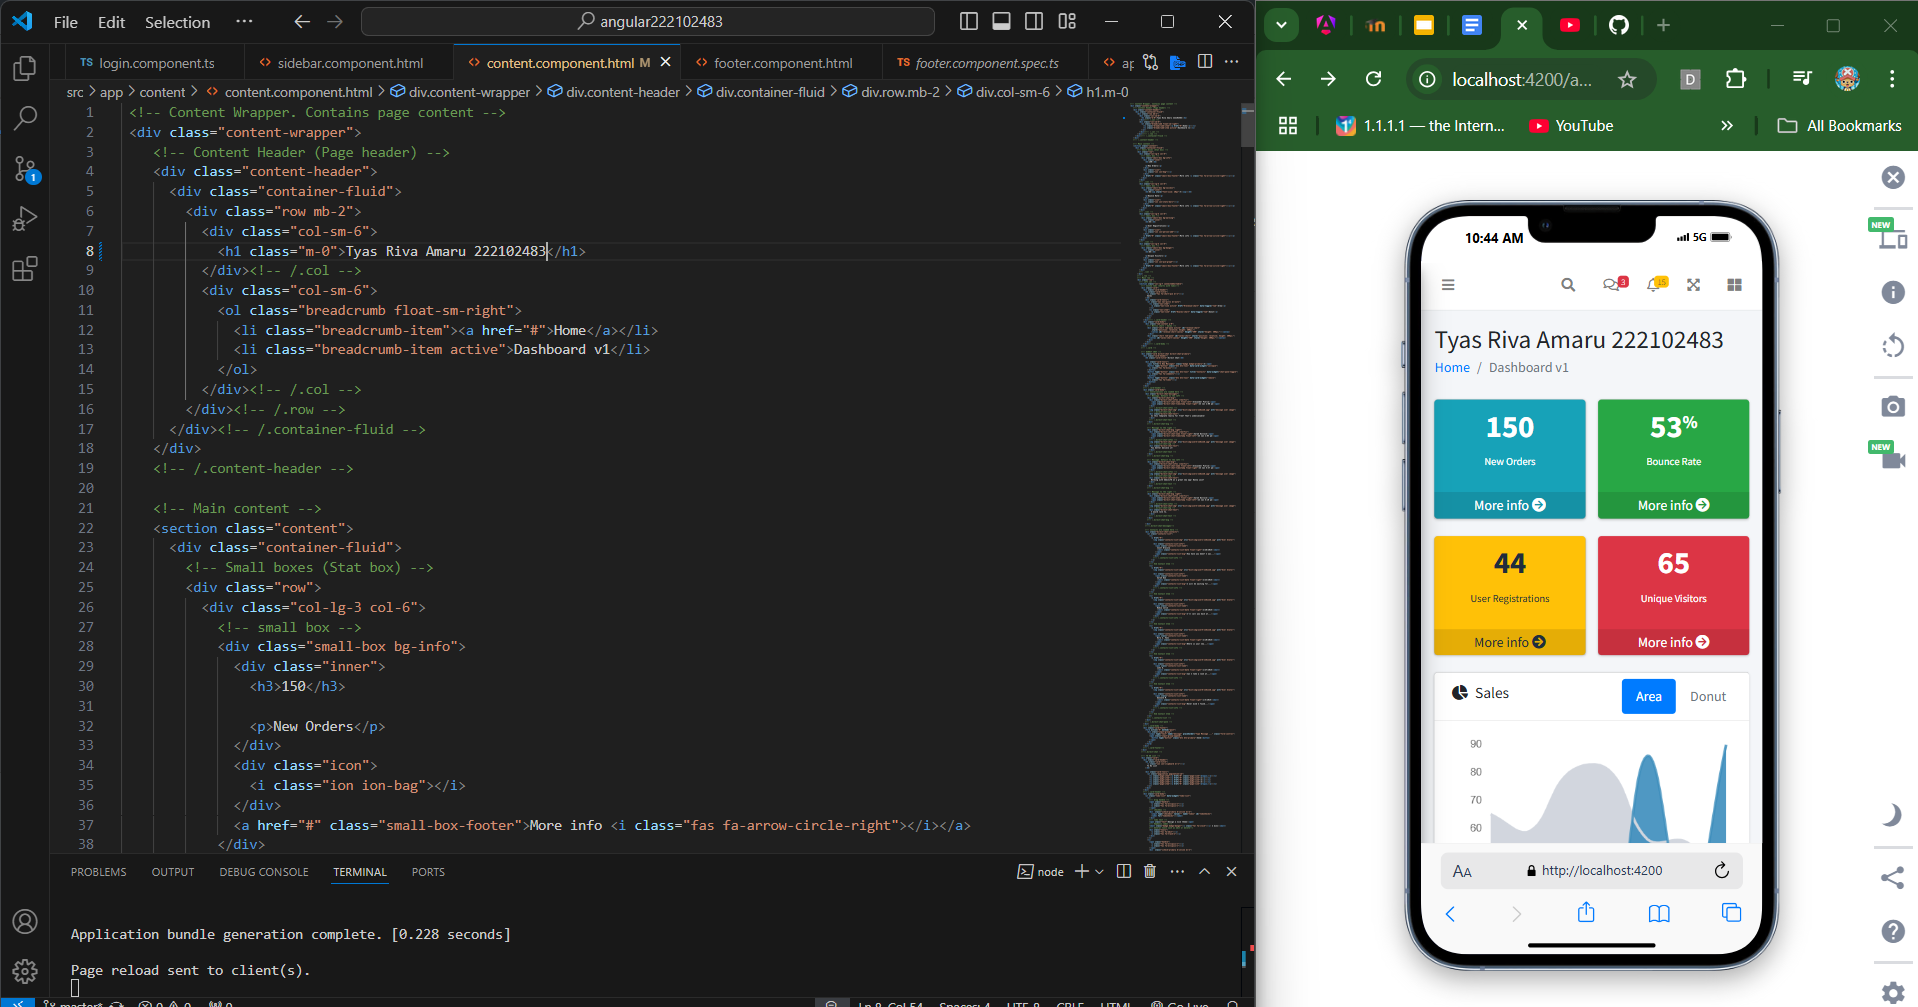 File Edit Selection ··· angular222102483
TS login.component.ts <> sidebar.component.html <> content.component.html M <> footer.component.html TS footer.component.spec.ts
src > app > content > <> content.component.html > div.content-wrapper > div.content-header > div.container-fluid > div.row.mb-2 > div.col-sm-6 > h1.m-0
1 <!-- Content Wrapper. Contains page content -->
2 <div class="content-wrapper">
3 <!-- Content Header (Page header) -->
4 <div class="content-header">
5 <div class="container-fluid">
6 <div class="row mb-2">
7 <div class="col-sm-6">
8 <h1 class="m-0">Tyas Riva Amaru 222102483</h1>
9 </div><!-- /.col -->
10 <div class="col-sm-6">
11 <ol class="breadcrumb float-sm-right">
12 <li class="breadcrumb-item"><a href="#">Home</a></li>
13 <li class="breadcrumb-item active">Dashboard v1</li>
14 </ol>
15 </div><!-- /.col -->
16 </div><!-- /.row -->
17 </div><!-- /.container-fluid -->
18 </div>
19 <!-- /.content-header -->
20
21 <!-- Main content -->
22 <section class="content">
23 <div class="container-fluid">
24 <!-- Small boxes (Stat box) -->
25 <div class="row">
26 <div class="col-lg-3 col-6">
27 <!-- small box -->
28 <div class="small-box bg-info">
29 <div class="inner">
30 <h3>150</h3>
31
32 <p>New Orders</p>
33 </div>
34 <div class="icon">
35 <i class="ion ion-bag"></i>
36 </div>
37 <a href="#" class="small-box-footer">More info <i class="fas fa-arrow-circle-right"></i></a>
38 </div>
1
PROBLEMS OUTPUT DEBUG CONSOLE TERMINAL PORTS node
Application bundle generation complete. [0.228 seconds]
Page reload sent to client(s).
master* 0 0 0 Ln 8, Col 54 Spaces: 4 UTF-8 CRLF HTML Go Live
localhost:4200/a... D
1.1.1.1 — the Intern... YouTube » All Bookmarks
10:44 AM 5G
3 15
Tyas Riva Amaru 222102483
Home / Dashboard v1
150 53%
New Orders Bounce Rate
More info More info
44 65
User Registrations Unique Visitors
More info More info
Sales Area Donut
90
80
70
60
AA http://localhost:4200
NEW
NEW